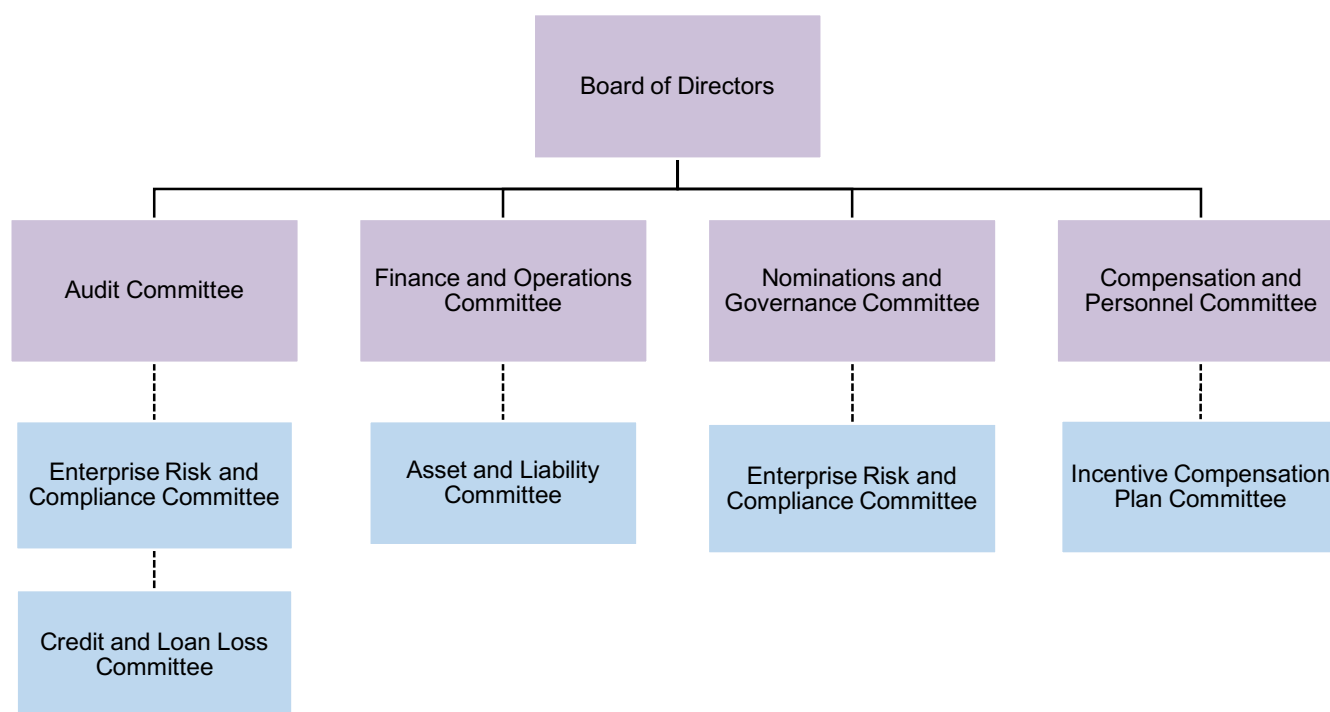 Board of Directors
Audit Committee
Finance and Operations
Committee
Nominations and
Governance Committee
Compensation and
Personnel Committee
Enterprise Risk and
Compliance Committee
Asset and Liability
Committee
Enterprise Risk and
Compliance Committee
Incentive Compensation
Plan Committee
Credit and Loan Loss
Committee